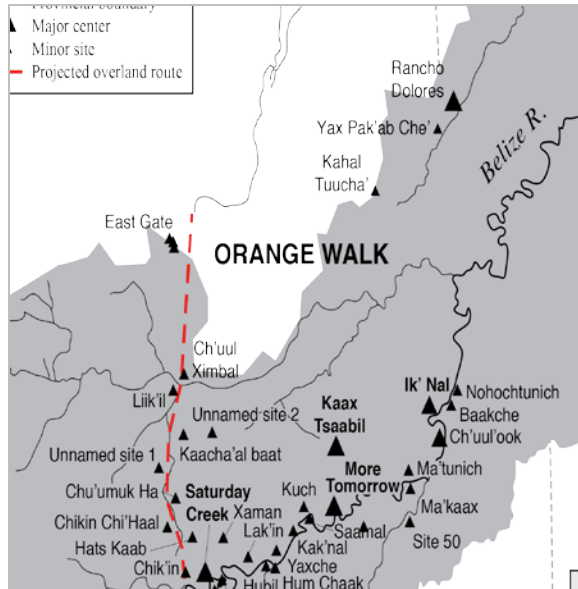 Provincial boundary
Major center
Minor site
Projected overland route
Rancho
Dolores
Yax Pak'ab Che'
Kahal
Tuucha'
Belize R.
East Gate
ORANGE WALK
Ch'uul
Ximbal
Liik'il
Ik' Nal
Nohochtunich
Baakche
Kaax
Tsaabil
Unnamed site 2
Ch'uul'ook
Kaacha'al baat
Unnamed site 1
More
Tomorrow
Ma'tunich
Chu'umuk Ha
Saturday
Creek
Kuch
Ma'kaax
Xaman
Chikin Chi'Haal
Lak'in
Saamal
Site 50
Hats Kaab
Kak'nal
Chik'in
Yaxche
Hubil
Hum Chaak